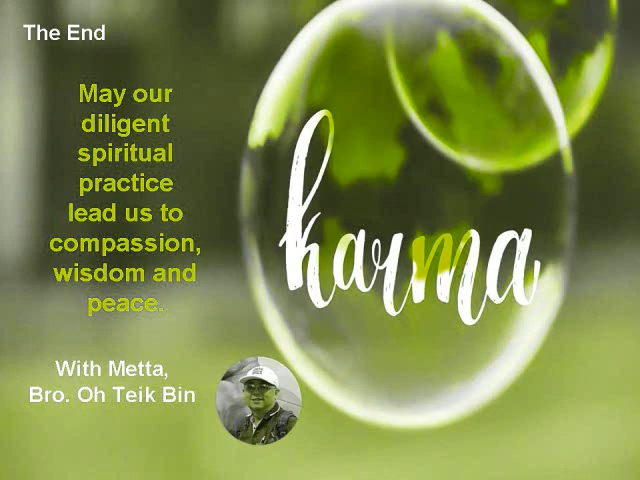 The End
May our
diligent
spiritual
practice
lead us to
compassion,
wisdom and
peace.
With Metta,
Bro. Oh Teik Bin
karma